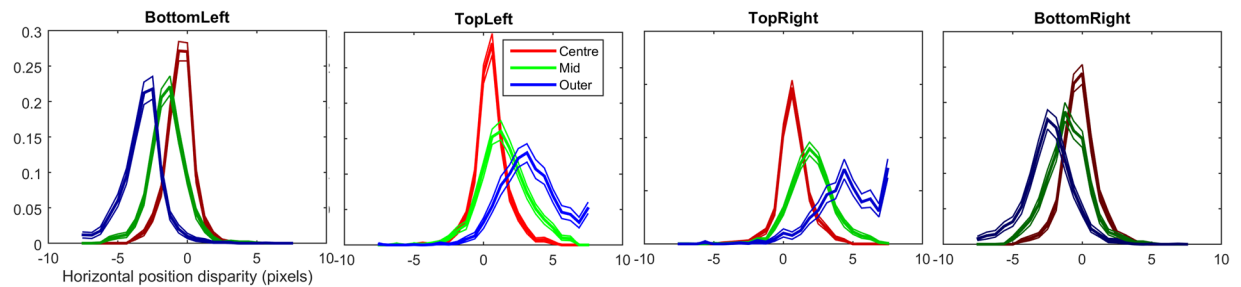 BottomLeft
TopLeft
TopRight
BottomRight
0.3
0.25
0.2
0.15
0.1
0.05
0
Centre
Mid
Outer
-10 -5 0 5 10
-10 -5 0 5 10
-10 -5 0 5 10
-10 -5 0 5 10
Horizontal position disparity (pixels)